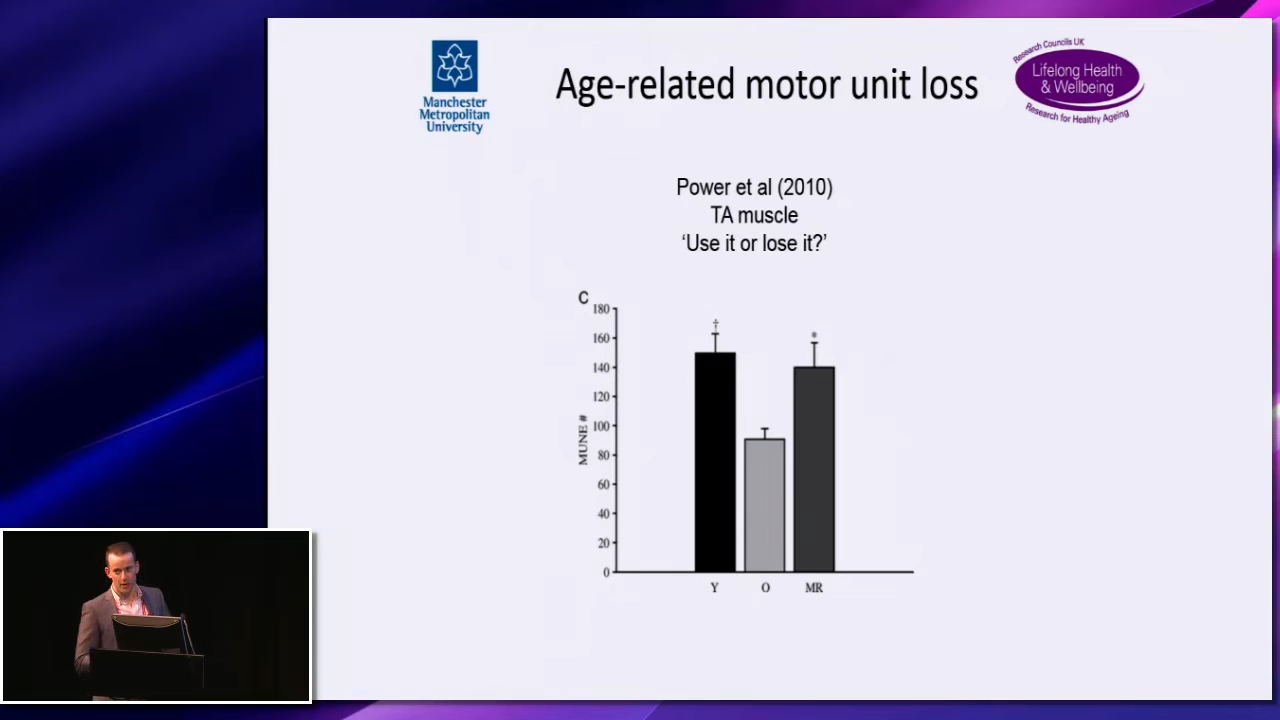 Manchester
Metropolitan
University
Age-related motor unit loss
Research Councils UK
Lifelong Health
& Wellbeing
Research for Healthy Ageing
Power et al (2010)
TA muscle
‘Use it or lose it?’
C
180
160
140
120
100
80
60
40
20
0
MUNE #
†
*
Y O MR